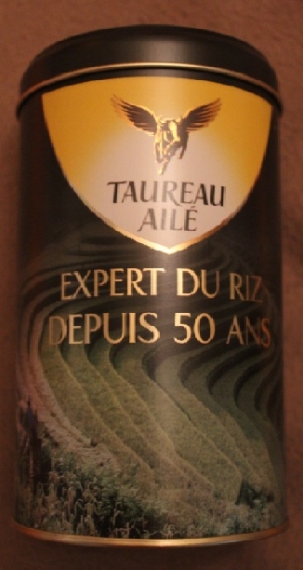 TAUREAU
AILÉ
EXPERT DU RIZ
DEPUIS 50 ANS